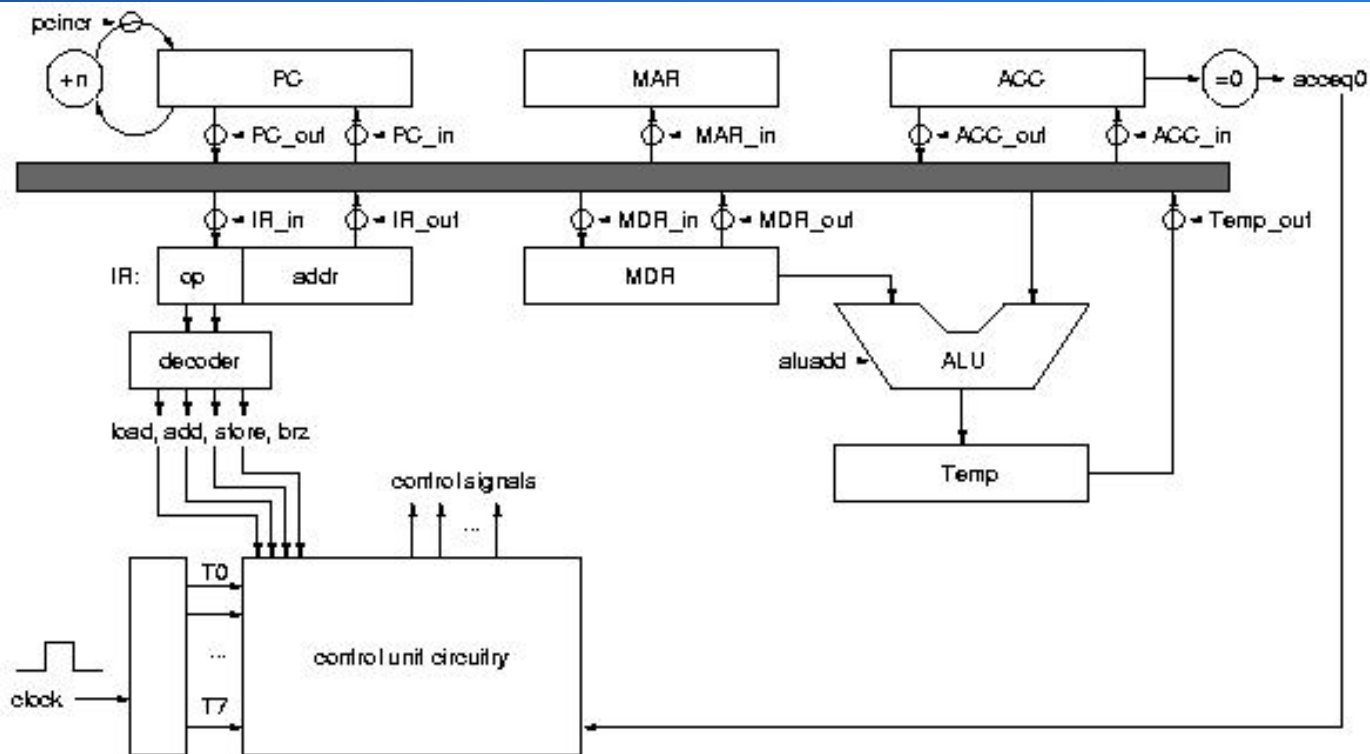 pcincr
+n
PC
MAR
ACC
=0
acceq0
PC_out
PC_in
MAR_in
ACC_out
ACC_in
IR_in
IR_out
MDR_in
MDR_out
Temp_out
IR:
op
addr
MDR
decoder
aluadd
ALU
load, add, store, brz
Temp
control signals
...
T0
...
control unit circuitry
clock
T7